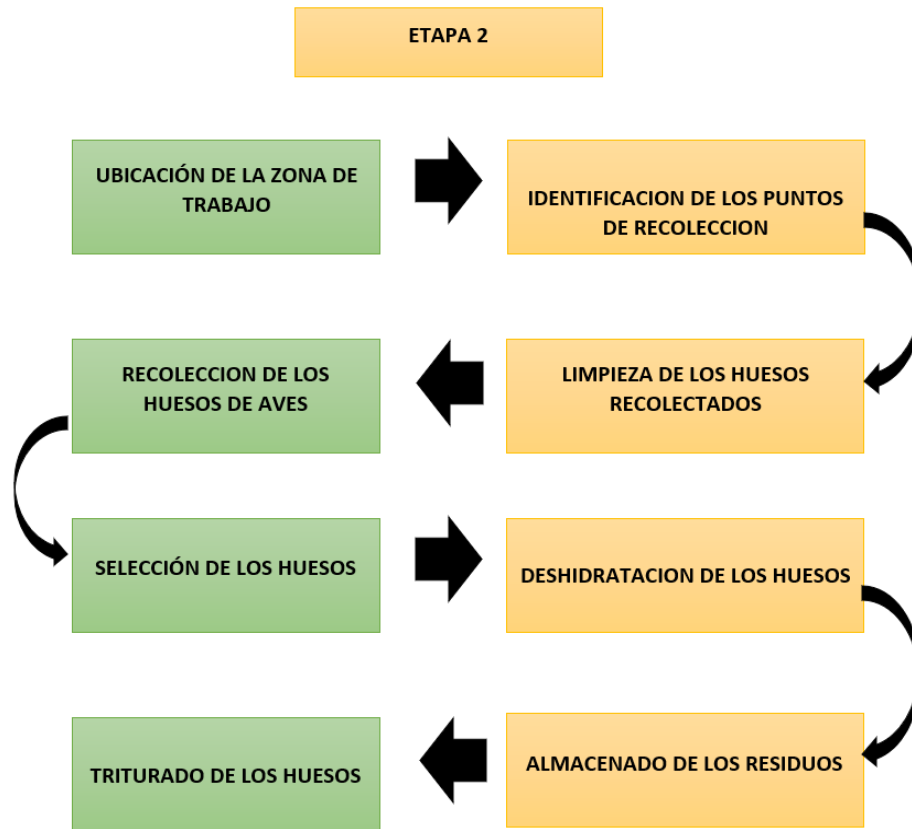 ETAPA 2
UBICACIÓN DE LA ZONA DE
TRABAJO
IDENTIFICACION DE LOS PUNTOS
DE RECOLECCION
LIMPIEZA DE LOS HUESOS
RECOLECTADOS
RECOLECCION DE LOS
HUESOS DE AVES
SELECCIÓN DE LOS HUESOS
DESHIDRATACION DE LOS HUESOS
ALMACENADO DE LOS RESIDUOS
TRITURADO DE LOS HUESOS